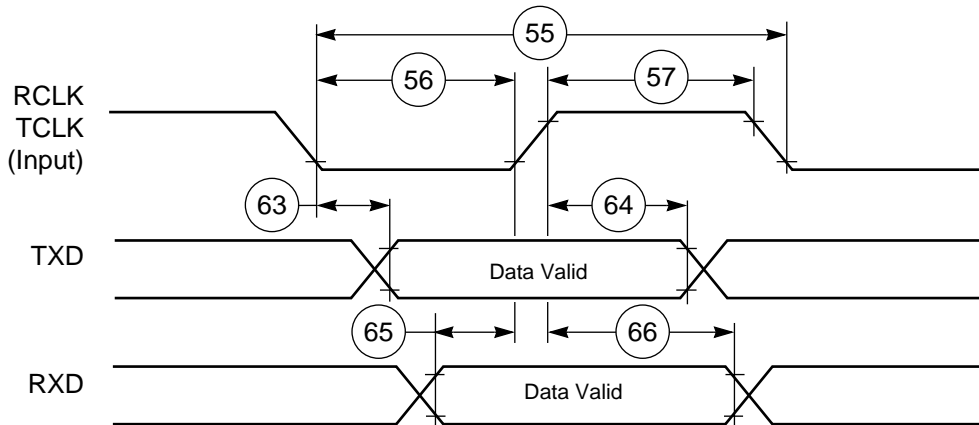 55
56
57
RCLK
TCLK
(Input)
63
64
TXD
Data Valid
65
66
RXD
Data Valid